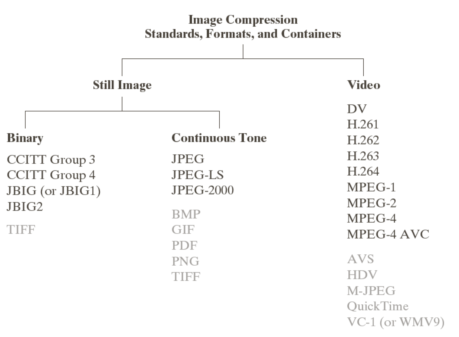 Image Compression
Standards, Formats, and Containers
Still Image
Video
Binary
CCITT Group 3
CCITT Group 4
JBIG (or JBIG1)
JBIG2
TIFF
Continuous Tone
JPEG
JPEG-LS
JPEG-2000
BMP
GIF
PDF
PNG
TIFF
DV
H.261
H.262
H.263
H.264
MPEG-1
MPEG-2
MPEG-4
MPEG-4 AVC
AVS
HDV
M-JPEG
QuickTime
VC-1 (or WMV9)